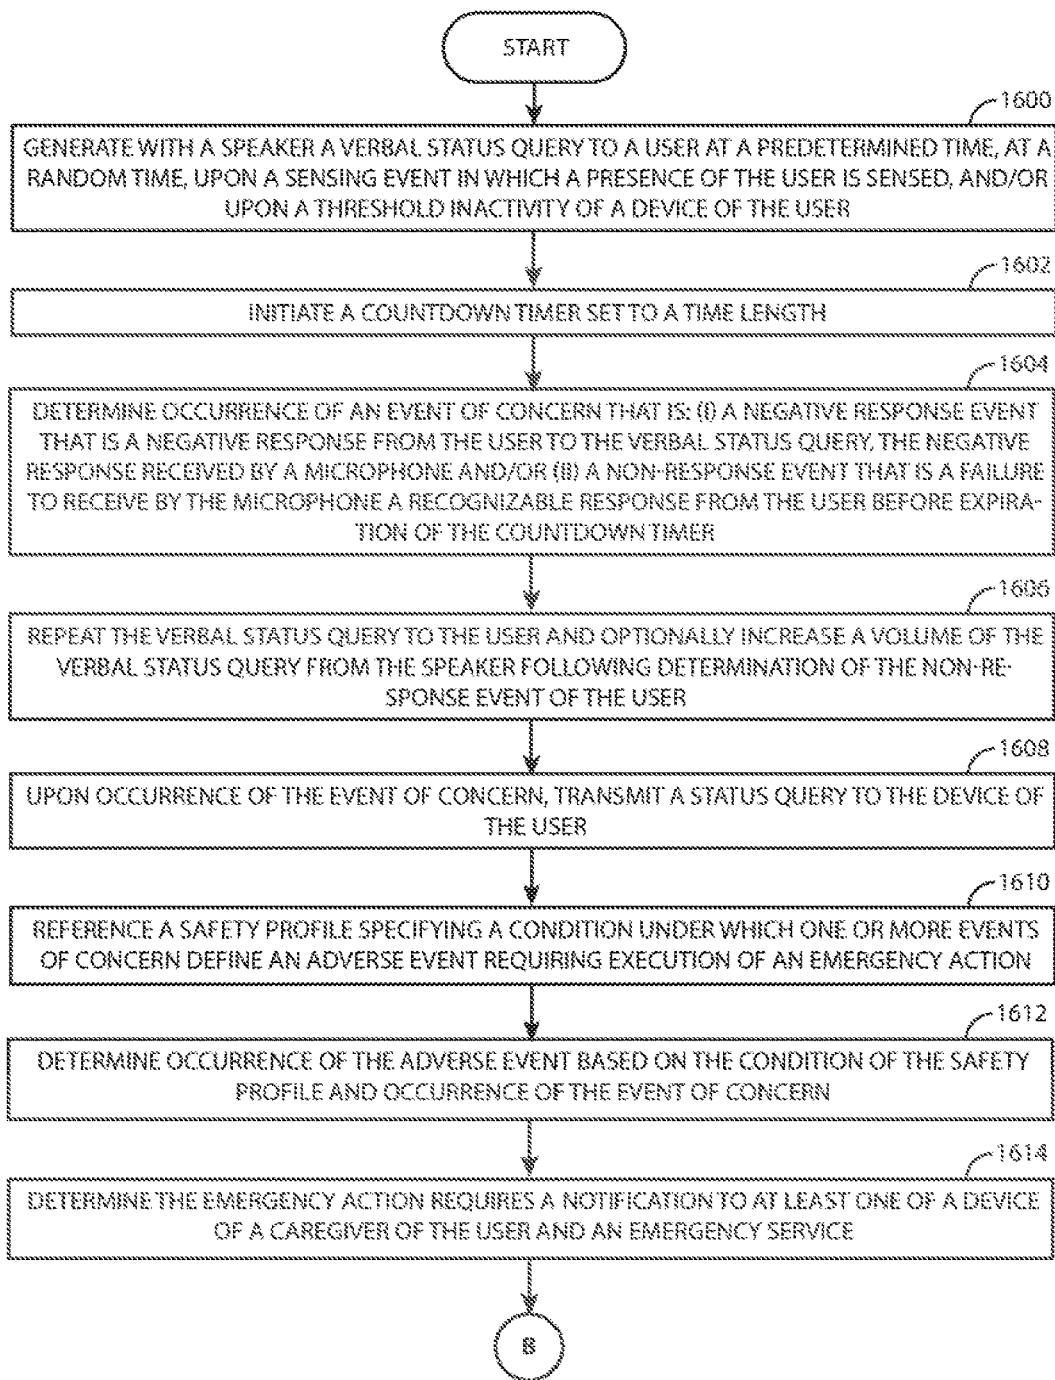 START
1600
GENERATE WITH A SPEAKER A VERBAL STATUS QUERY TO A USER AT A PREDETERMINED TIME, AT A
RANDOM TIME, UPON A SENSING EVENT IN WHICH A PRESENCE OF THE USER IS SENSED, AND/OR
UPON A THRESHOLD INACTIVITY OF A DEVICE OF THE USER
1602
INITIATE A COUNTDOWN TIMER SET TO A TIME LENGTH
1604
DETERMINE OCCURRENCE OF AN EVENT OF CONCERN THAT IS: (I) A NEGATIVE RESPONSE EVENT
THAT IS A NEGATIVE RESPONSE FROM THE USER TO THE VERBAL STATUS QUERY, THE NEGATIVE
RESPONSE RECEIVED BY A MICROPHONE AND/OR (II) A NON-RESPONSE EVENT THAT IS A FAILURE
TO RECEIVE BY THE MICROPHONE A RECOGNIZABLE RESPONSE FROM THE USER BEFORE EXPIRA-
TION OF THE COUNTDOWN TIMER
1606
REPEAT THE VERBAL STATUS QUERY TO THE USER AND OPTIONALLY INCREASE A VOLUME OF THE
VERBAL STATUS QUERY FROM THE SPEAKER FOLLOWING DETERMINATION OF THE NON-RE-
SPONSE EVENT OF THE USER
1608
UPON OCCURRENCE OF THE EVENT OF CONCERN, TRANSMIT A STATUS QUERY TO THE DEVICE OF
THE USER
1610
REFERENCE A SAFETY PROFILE SPECIFYING A CONDITION UNDER WHICH ONE OR MORE EVENTS
OF CONCERN DEFINE AN ADVERSE EVENT REQUIRING EXECUTION OF AN EMERGENCY ACTION
1612
DETERMINE OCCURRENCE OF THE ADVERSE EVENT BASED ON THE CONDITION OF THE SAFETY
PROFILE AND OCCURRENCE OF THE EVENT OF CONCERN
1614
DETERMINE THE EMERGENCY ACTION REQUIRES A NOTIFICATION TO AT LEAST ONE OF A DEVICE
OF A CAREGIVER OF THE USER AND AN EMERGENCY SERVICE
B